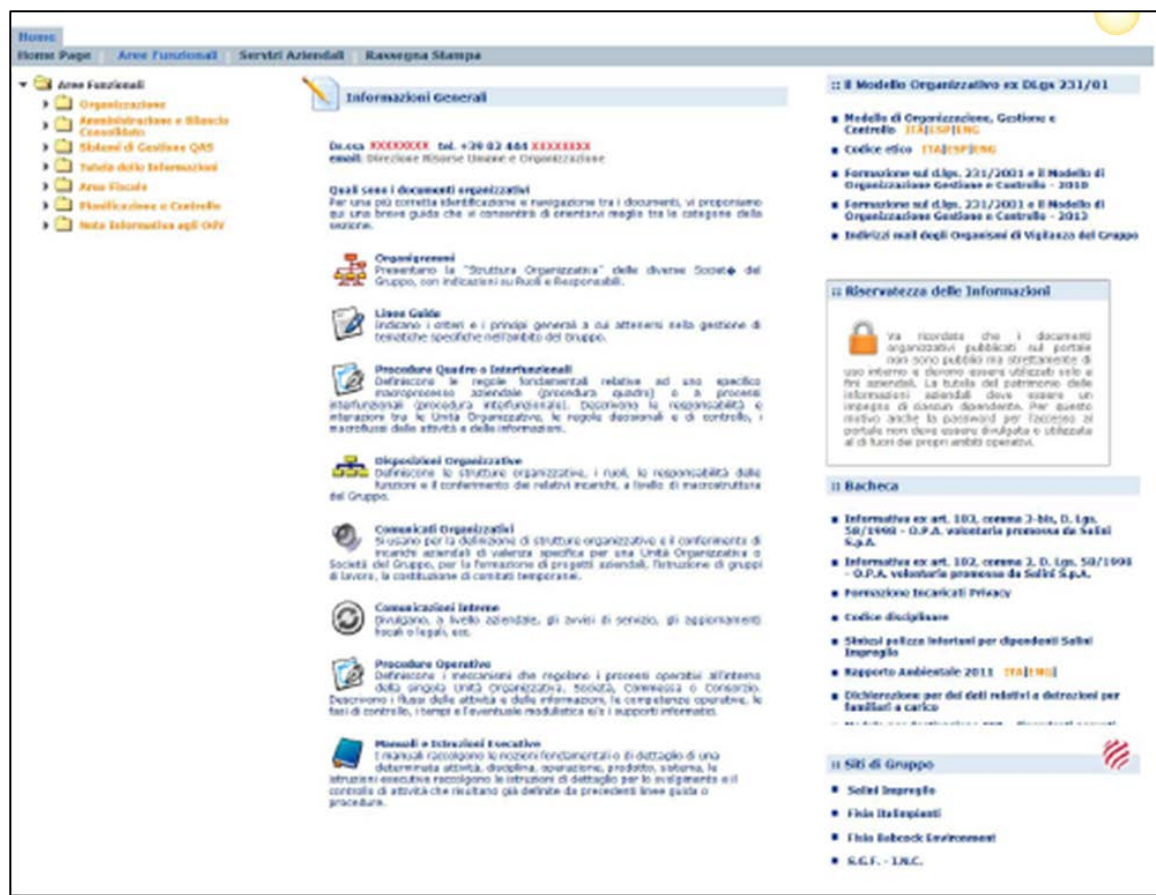 Home
Home Page Aree Funzionali Servizi Aziendali Rassegna Stampa
Aree Funzionali
Organizzazione
Amministrazione e Bilancio
Consolidato
Sistemi di Gestione QAS
Tutela delle Informazioni
Area Fiscale
Pianificazione e Controllo
Nota Informativa agli OdV
Informazioni Generali
Dr.ssa XXXXXXXX tel. +39 02 444 XXXXXXXX
email: Direzione Risorse Umane e Organizzazione
Quali sono i documenti organizzativi
Per una più corretta identificazione e navigazione tra i documenti, vi proponiamo
qui una breve guida che vi consentirà di orientarvi meglio tra le categorie della
sezione.
Organigrammi
Presentano la "Struttura Organizzativa" delle diverse Societ� del
Gruppo, con indicazioni su Ruoli e Responsabili.
Linee Guida
Indicano i criteri e i principi generali a cui attenersi nella gestione di
tematiche specifiche nell'ambito del Gruppo.
Procedure Quadro o Interfunzionali
Definiscono le regole fondamentali relative ad uno specifico
macroprocesso aziendale (procedura quadro) o a processi
interfunzionali (procedura interfunzionale). Descrivono le responsabilità e
interazioni tra le Unità Organizzative, le regole decisionali e di controllo, i
macroflussi delle attività e delle informazioni.
Disposizioni Organizzative
Definiscono le strutture organizzative, i ruoli, le responsabilità delle
funzioni e il conferimento dei relativi incarichi, a livello di macrostruttura
del Gruppo.
Comunicati Organizzativi
Si usano per la definizione di strutture organizzative e il conferimento di
incarichi aziendali di valenza specifica per una Unità Organizzativa o
Società del Gruppo, per la formazione di progetti aziendali, l'istruzione di gruppi
di lavoro, la costituzione di comitati temporanei.
Comunicazioni Interne
Divulgano, a livello aziendale, gli avvisi di servizio, gli aggiornamenti
fiscali o legali, ecc.
Procedure Operative
Definiscono i meccanismi che regolano i processi operativi all'interno
della singola Unità Organizzativa, Società, Commessa o Consorzio.
Descrivono i flussi delle attività e delle informazioni, le competenze operative, le
fasi di controllo, i tempi e l'eventuale modulistica e/o i supporti informatici.
Manuali e Istruzioni Esecutive
I manuali raccolgono le nozioni fondamentali o di dettaglio di una
determinata attività, disciplina, operazione, prodotto, sistema, le
istruzioni esecutive raccolgono le istruzioni di dettaglio per lo svolgimento e il
controllo di attività che risultano già definite da precedenti linee guida o
procedure.
:: Il Modello Organizzativo ex DLgs 231/01
Modello di Organizzazione, Gestione e
Controllo ITA|ESP|ENG
Codice etico ITA|ESP|ENG
Formazione sul d.lgs. 231/2001 e il Modello di
Organizzazione Gestione e Controllo - 2010
Formazione sul d.lgs. 231/2001 e il Modello di
Organizzazione Gestione e Controllo - 2013
Indirizzi mail degli Organismi di Vigilanza del Gruppo
:: Riservatezza delle Informazioni
Va ricordato che i documenti
organizzativi pubblicati sul portale
non sono pubblici ma strettamente di
uso interno e devono essere utilizzati solo a
fini aziendali. La tutela del patrimonio delle
informazioni aziendali deve essere un
impegno di ciascun dipendente. Per questo
motivo anche la password per l'accesso al
portale non deve essere divulgata o utilizzata
al di fuori dei propri ambiti operativi.
:: Bacheca
Informativa ex art. 102, comma 3-bis, D. Lgs.
58/1998 - O.P.A. volontaria promossa da Salini
S.p.A.
Informativa ex art. 102, comma 2, D. Lgs. 58/1998
- O.P.A. volontaria promossa da Salini S.p.A.
Formazione Incaricati Privacy
Codice disciplinare
Sintesi polizza infortuni per dipendenti Salini
Impregilo
Rapporto Ambientale 2011 ITA|ENG|
Dichiarazione per dei dati relativi a detrazioni per
familiari a carico
:: Siti di Gruppo
Salini Impregilo
Fisia Italimpianti
Fisia Babcock Environment
S.G.F. - I.N.C.